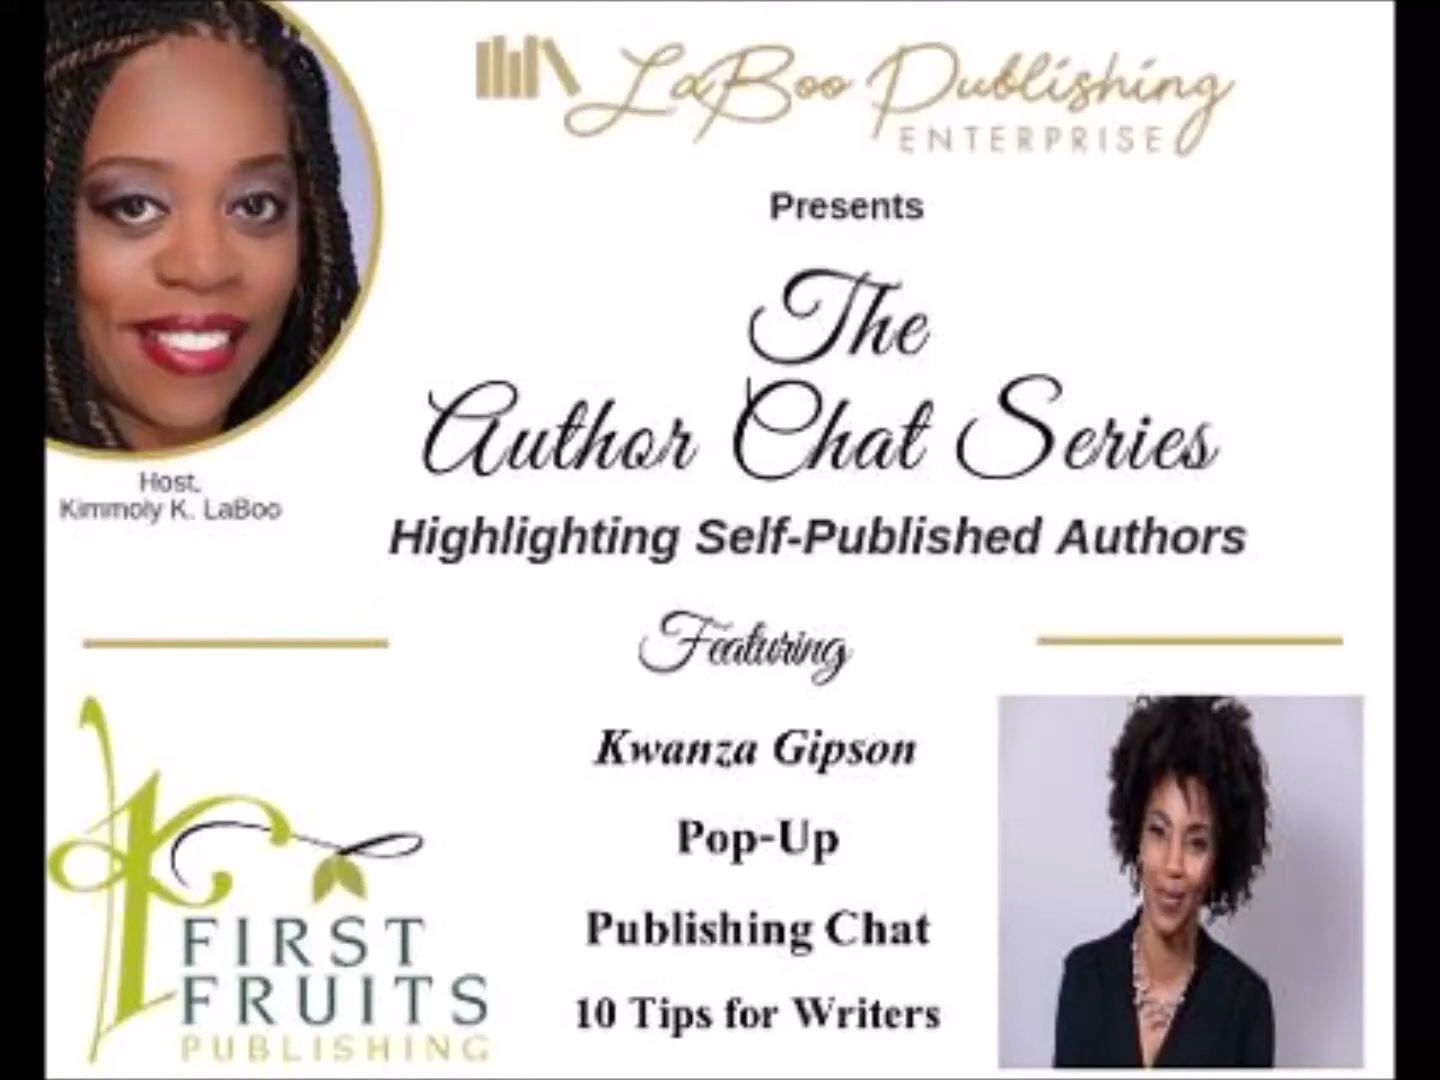 LaBoo Publishing
ENTERPRISE
Presents
The
Author Chat Series
Host,
Kimmoly K. LaBoo
Highlighting Self-Published Authors
Featuring
Kwanza Gipson
Pop-Up
Publishing Chat
10 Tips for Writers
FIRST
FRUITS
PUBLISHING